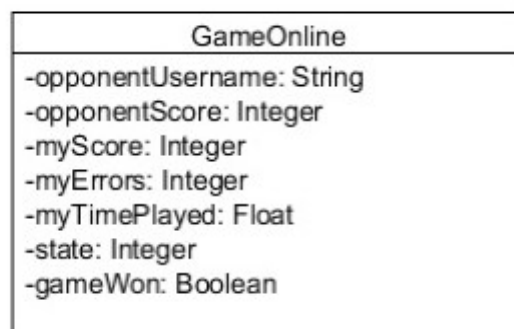 GameOnline
-opponentUsername: String
-opponentScore: Integer
-myScore: Integer
-myErrors: Integer
-myTimePlayed: Float
-state: Integer
-gameWon: Boolean